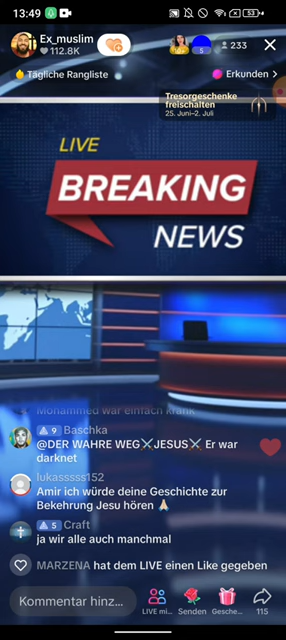 13:49
53
Ex_muslim
112.8K
5
233
Tägliche Rangliste
Erkunden >
Tresorgeschenke
freischalten
25. Juni–2. Juli
LIVE
BREAKING
NEWS
Mohammed war einfach krank
9 Baschka
@DER WAHRE WEG⚔JESUS⚔ Er war
darknet
lukasssss152
Amir ich würde deine Geschichte zur
Bekehrung Jesu hören 🙏
5 Craft
ja wir alle auch manchmal
MARZENA hat dem LIVE einen Like gegeben
Kommentar hinz...
LIVE mi...
Senden
Gesche...
115